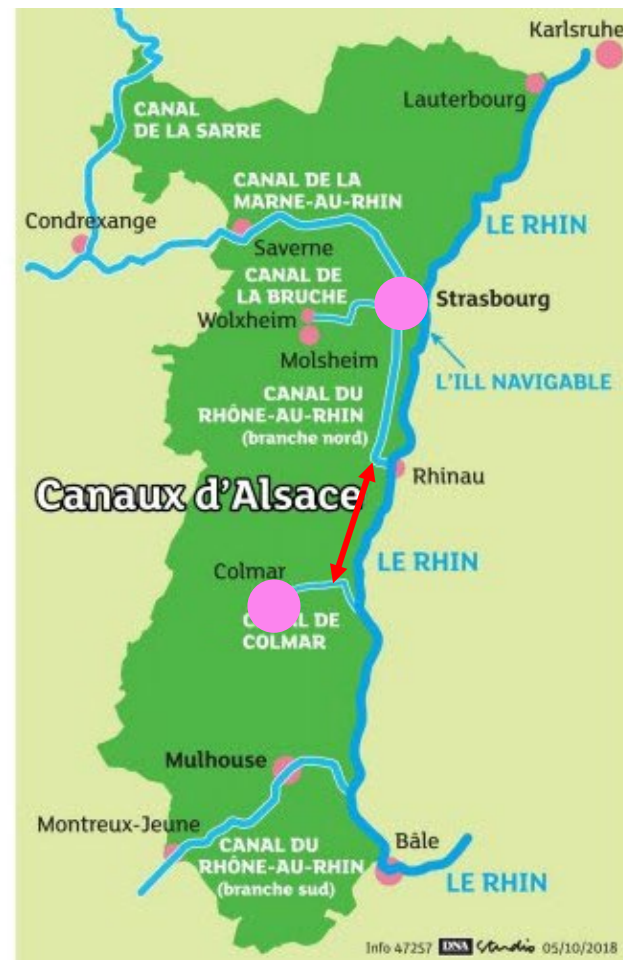 Karlsruhe
Lauterbourg
CANAL
DE LA SARRE
CANAL DE LA
MARNE-AU-RHIN
Condrexange
LE RHIN
Saverne
CANAL DE
LA BRUCHE
Strasbourg
Wolxheim
Molsheim
L'ILL NAVIGABLE
CANAL DU
RHÔNE-AU-RHIN
(branche nord)
Rhinau
Canaux d'Alsace
LE RHIN
Colmar
CANAL DE
COLMAR
Mulhouse
Montreux-Jeune
Bâle
CANAL DU
RHÔNE-AU-RHIN
(branche sud)
LE RHIN
Info 47257 DNA Studio 05/10/2018